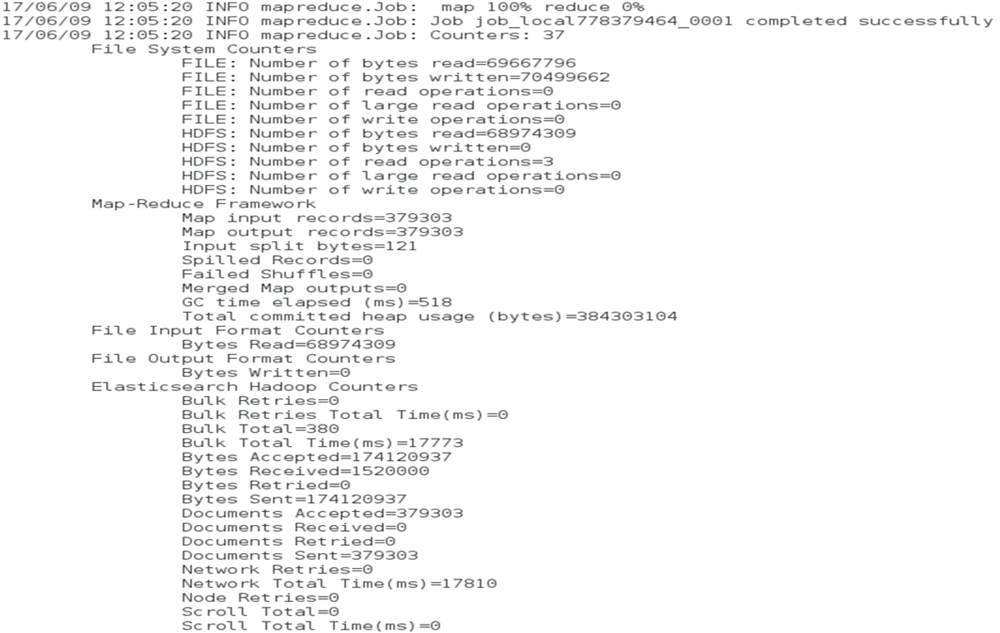 17/06/09 12:05:20 INFO mapreduce.Job:  map 100% reduce 0%
17/06/09 12:05:20 INFO mapreduce.Job: Job job_local778379464_0001 completed successfully
17/06/09 12:05:20 INFO mapreduce.Job: Counters: 37
File System Counters
FILE: Number of bytes read=69667796
FILE: Number of bytes written=70499662
FILE: Number of read operations=0
FILE: Number of large read operations=0
FILE: Number of write operations=0
HDFS: Number of bytes read=68974309
HDFS: Number of bytes written=0
HDFS: Number of read operations=3
HDFS: Number of large read operations=0
HDFS: Number of write operations=0
Map-Reduce Framework
Map input records=379303
Map output records=379303
Input split bytes=121
Spilled Records=0
Failed Shuffles=0
Merged Map outputs=0
GC time elapsed (ms)=518
Total committed heap usage (bytes)=384303104
File Input Format Counters
Bytes Read=68974309
File Output Format Counters
Bytes Written=0
Elasticsearch Hadoop Counters
Bulk Retries=0
Bulk Retries Total Time(ms)=0
Bulk Total=380
Bulk Total Time(ms)=17773
Bytes Accepted=174120937
Bytes Received=1520000
Bytes Retried=0
Bytes Sent=174120937
Documents Accepted=379303
Documents Received=0
Documents Retried=0
Documents Sent=379303
Network Retries=0
Network Total Time(ms)=17810
Node Retries=0
Scroll Total=0
Scroll Total Time(ms)=0